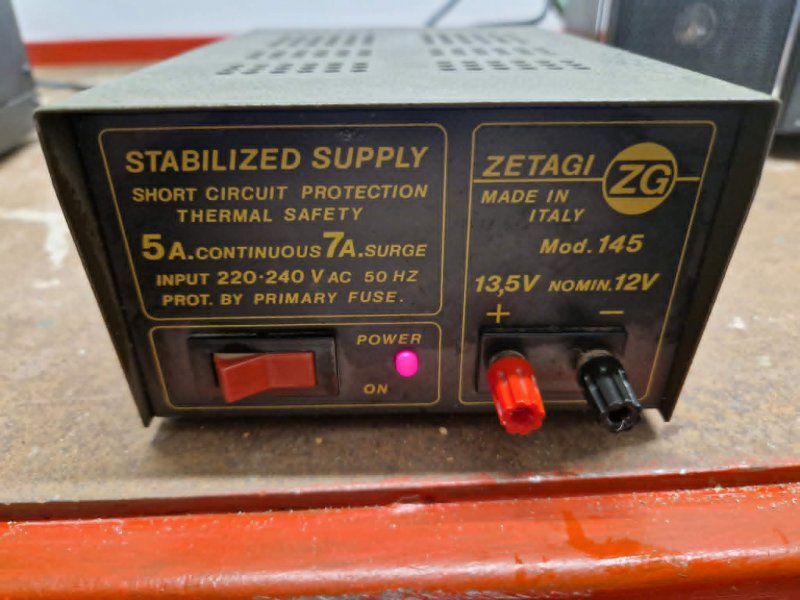 STABILIZED SUPPLY
SHORT CIRCUIT PROTECTION
THERMAL SAFETY
5A.CONTINUOUS 7A.SURGE
INPUT 220-240 V AC 50 HZ
PROT. BY PRIMARY FUSE.
POWER
ON
ZETAGI ZG
MADE IN
ITALY
Mod. 145
13,5V NOMIN.12V
+ −